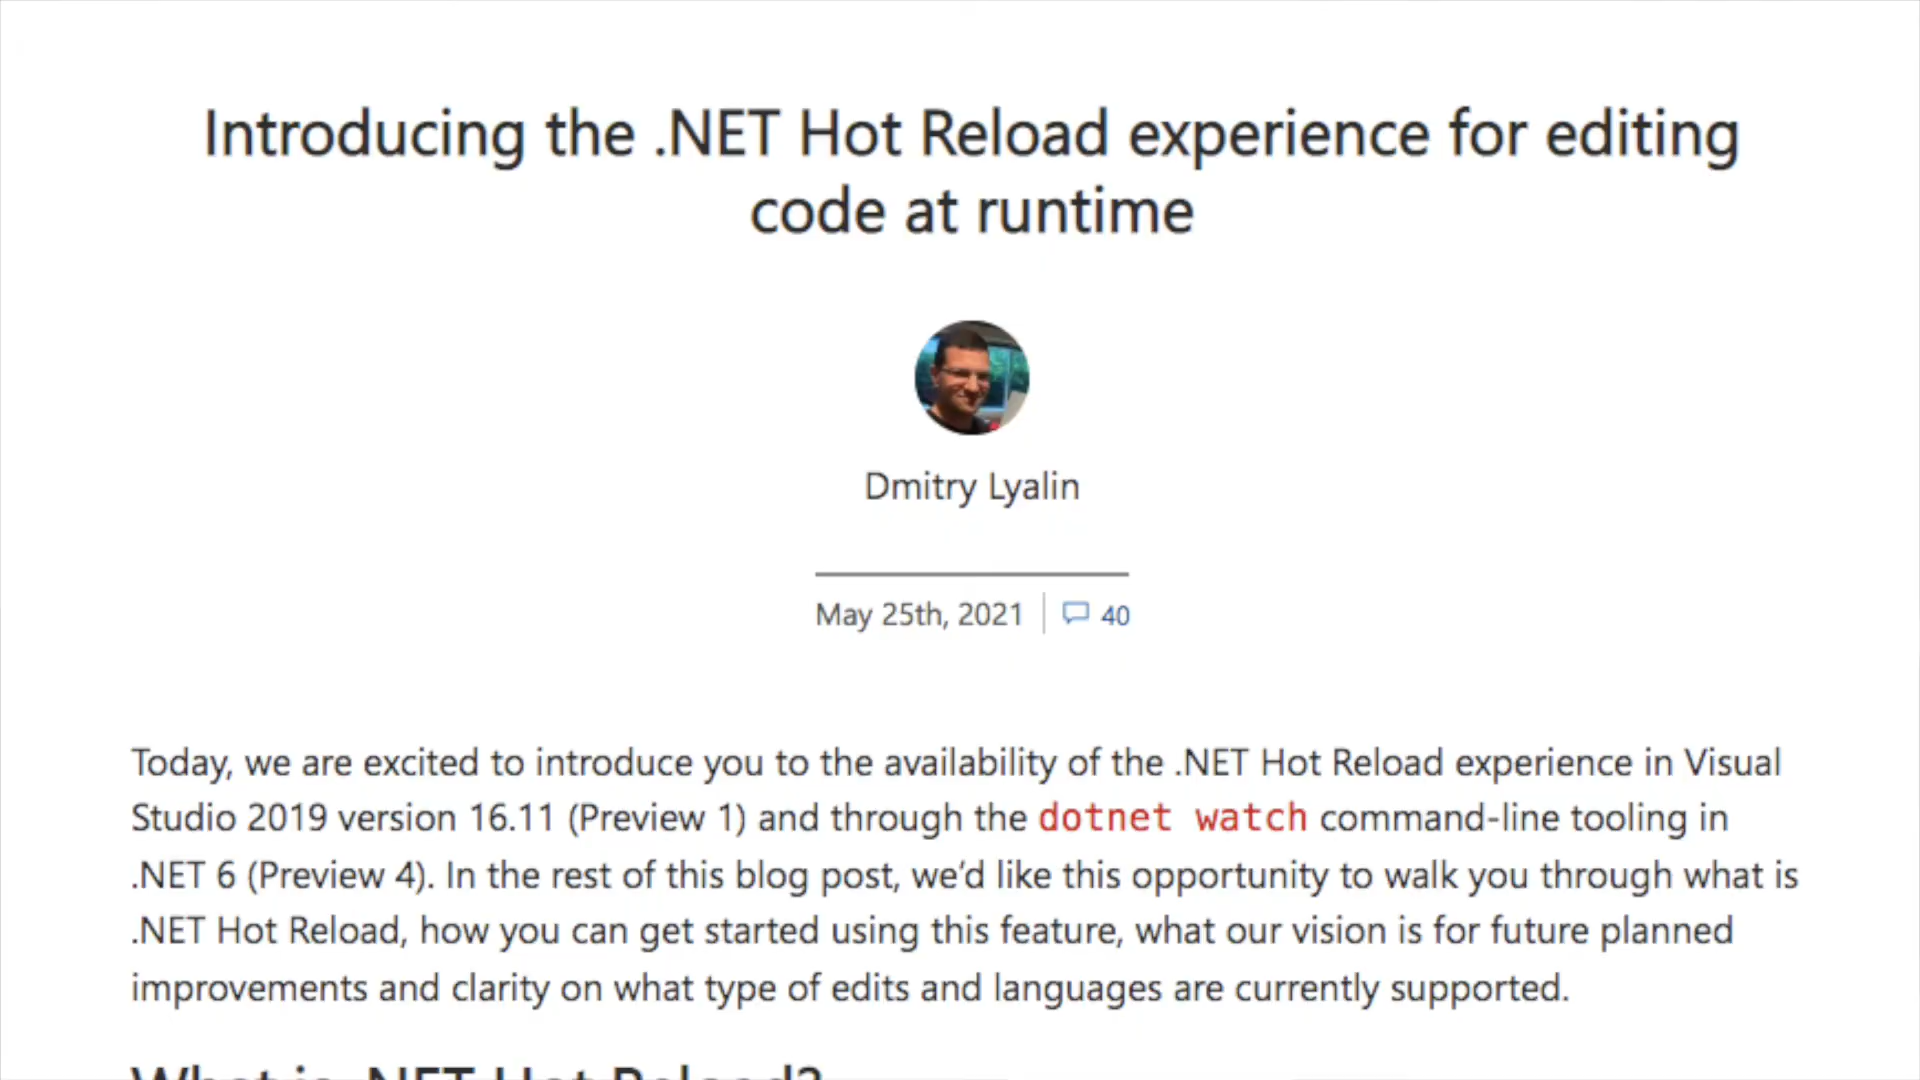 Introducing the .NET Hot Reload experience for editing
code at runtime
Dmitry Lyalin
May 25th, 2021 40
Today, we are excited to introduce you to the availability of the .NET Hot Reload experience in Visual
Studio 2019 version 16.11 (Preview 1) and through the dotnet watch command-line tooling in
.NET 6 (Preview 4). In the rest of this blog post, we’d like this opportunity to walk you through what is
.NET Hot Reload, how you can get started using this feature, what our vision is for future planned
improvements and clarity on what type of edits and languages are currently supported.
What is .NET Hot Reload?